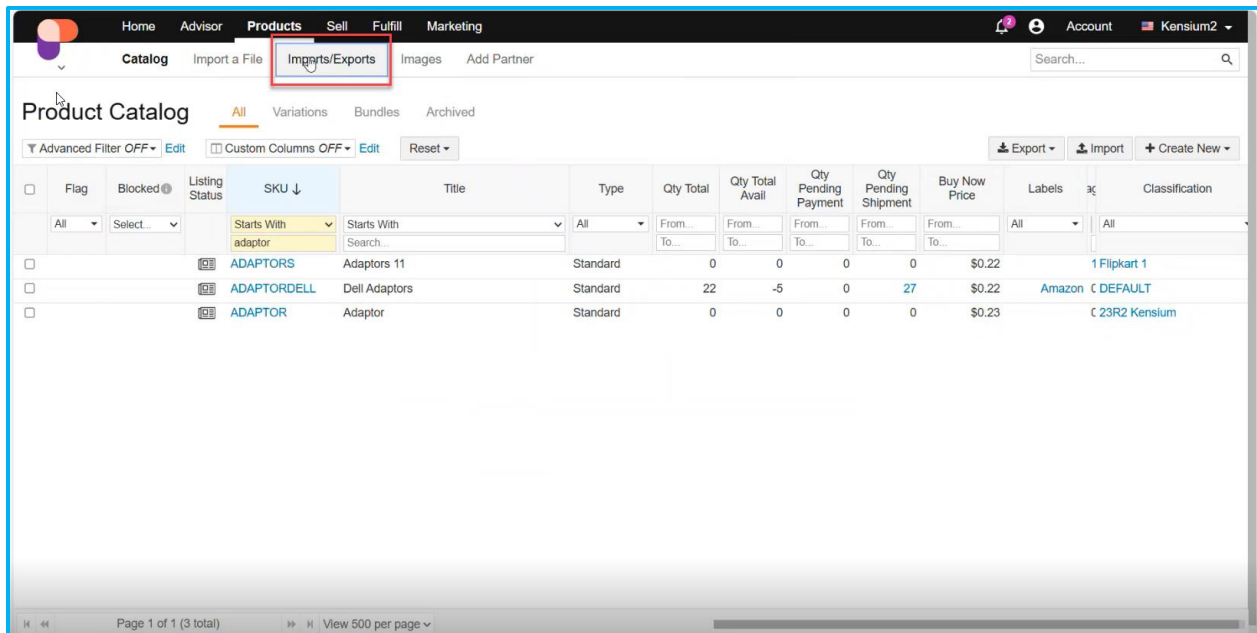 Home Advisor Products Sell Fulfill Marketing 2 Account Kensium2
Catalog Import a File Imports/Exports Images Add Partner Search...
Product Catalog All Variations Bundles Archived
Advanced Filter OFF Edit Custom Columns OFF Edit Reset Export Import + Create New
Flag Blocked Listing Status SKU ↓ Title Type Qty Total Qty Total Avail Qty Pending Payment Qty Pending Shipment Buy Now Price Labels Classification
All Select... Starts With Starts With All From... From... From... From... From... All All
adaptor Search... To... To... To... To... To...
ADAPTORS Adaptors 11 Standard 0 0 0 0 $0.22 1 Flipkart 1
ADAPTORDELL Dell Adaptors Standard 22 -5 0 27 $0.22 Amazon DEFAULT
ADAPTOR Adaptor Standard 0 0 0 0 $0.23 23R2 Kensium
Page 1 of 1 (3 total) View 500 per page